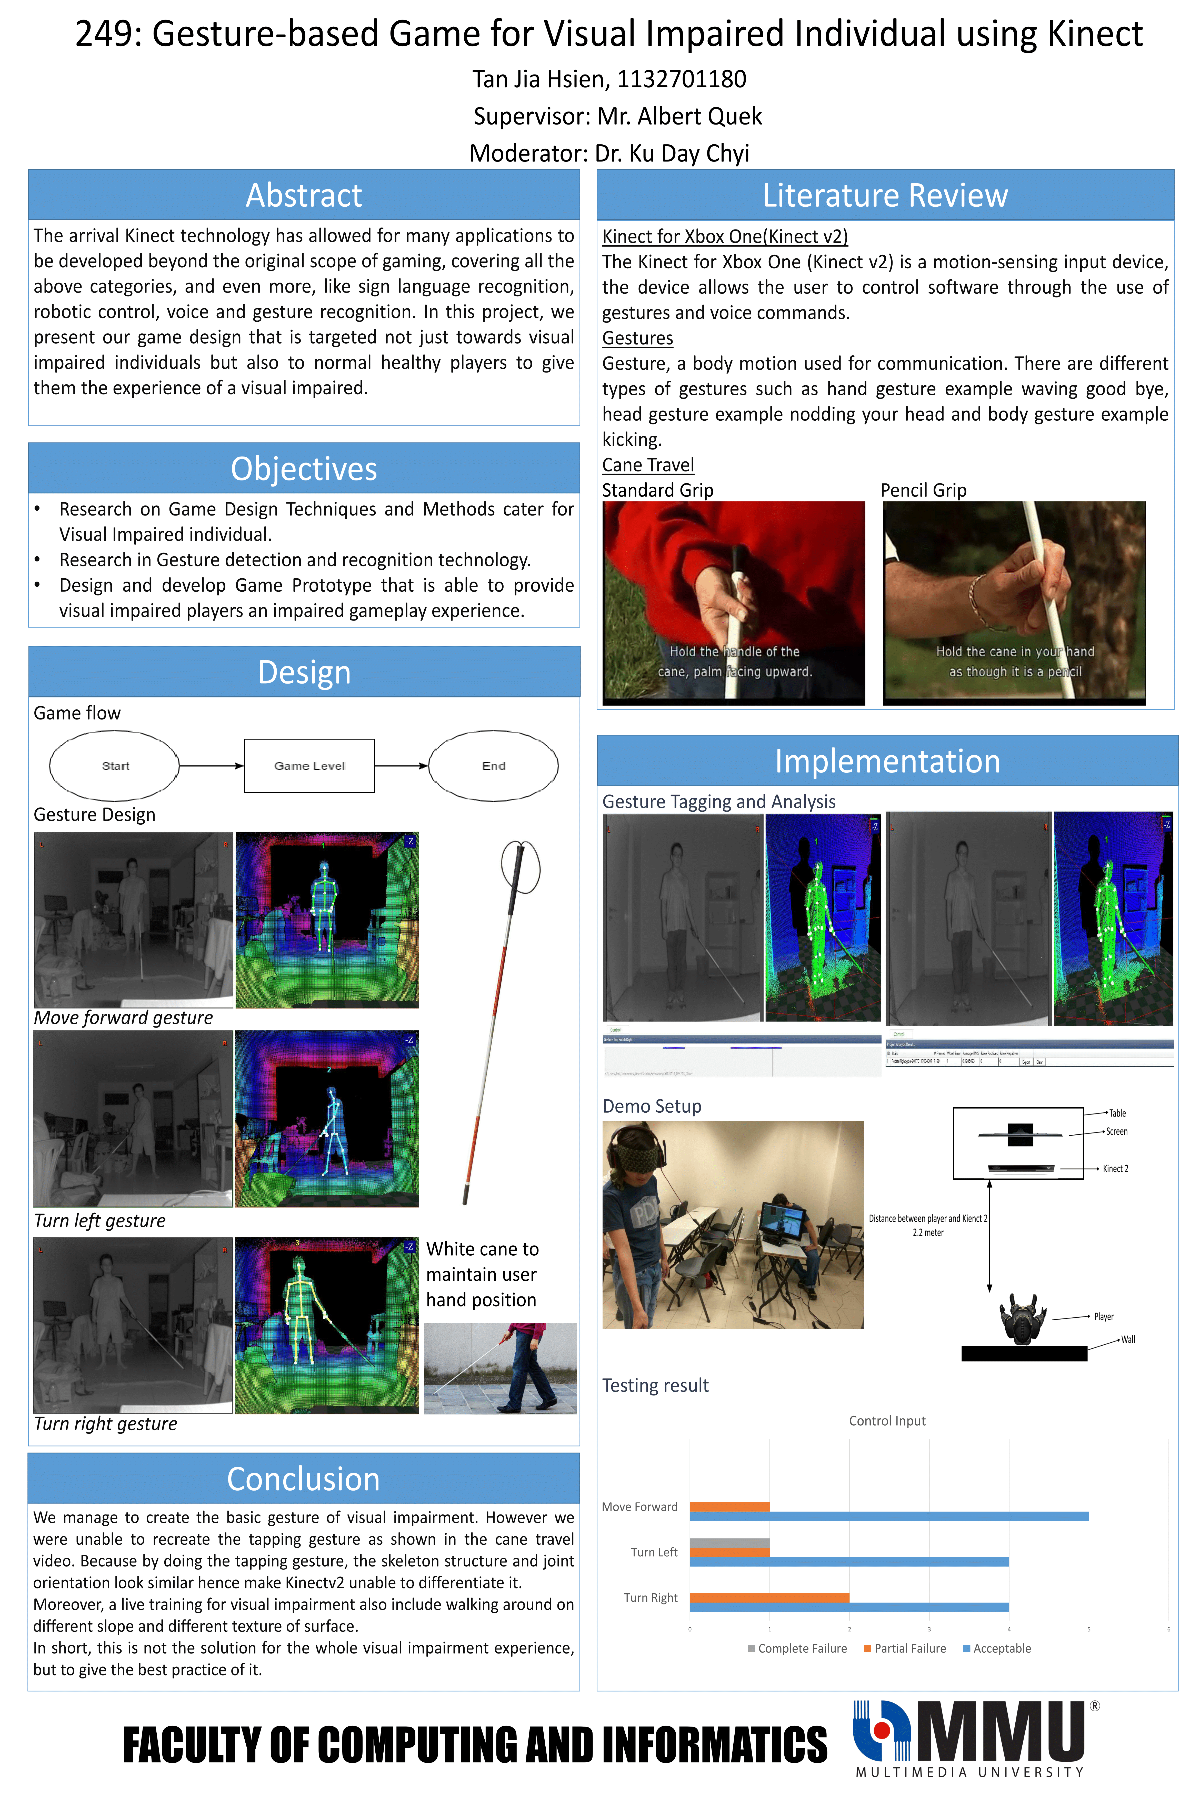 249: Gesture-based Game for Visual Impaired Individual using Kinect
Tan Jia Hsien, 1132701180
Supervisor: Mr. Albert Quek
Moderator: Dr. Ku Day Chyi
Abstract
The arrival Kinect technology has allowed for many applications to
be developed beyond the original scope of gaming, covering all the
above categories, and even more, like sign language recognition,
robotic control, voice and gesture recognition. In this project, we
present our game design that is targeted not just towards visual
impaired individuals but also to normal healthy players to give
them the experience of a visual impaired.
Objectives
• Research on Game Design Techniques and Methods cater for
Visual Impaired individual.
• Research in Gesture detection and recognition technology.
• Design and develop Game Prototype that is able to provide
visual impaired players an impaired gameplay experience.
Design
Game flow
Start
Game Level
End
Gesture Design
Move forward gesture
Turn left gesture
White cane to
maintain user
hand position
Turn right gesture
Conclusion
We manage to create the basic gesture of visual impairment. However we
were unable to recreate the tapping gesture as shown in the cane travel
video. Because by doing the tapping gesture, the skeleton structure and joint
orientation look similar hence make Kinectv2 unable to differentiate it.
Moreover, a live training for visual impairment also include walking around on
different slope and different texture of surface.
In short, this is not the solution for the whole visual impairment experience,
but to give the best practice of it.
Literature Review
Kinect for Xbox One(Kinect v2)
The Kinect for Xbox One (Kinect v2) is a motion-sensing input device,
the device allows the user to control software through the use of
gestures and voice commands.
Gestures
Gesture, a body motion used for communication. There are different
types of gestures such as hand gesture example waving good bye,
head gesture example nodding your head and body gesture example
kicking.
Cane Travel
Standard Grip
Pencil Grip
Hold the handle of the
cane, palm facing upward.
Hold the cane in your hand
as though it is a pencil
Implementation
Gesture Tagging and Analysis
Demo Setup
Table
Screen
Kinect 2
Distance between player and Kienct 2
2.2 meter
Player
Wall
Testing result
Control Input
Move Forward
Turn Left
Turn Right
0 1 2 3 4 5 6
Complete Failure Partial Failure Acceptable
FACULTY OF COMPUTING AND INFORMATICS
MMU®
MULTIMEDIA UNIVERSITY